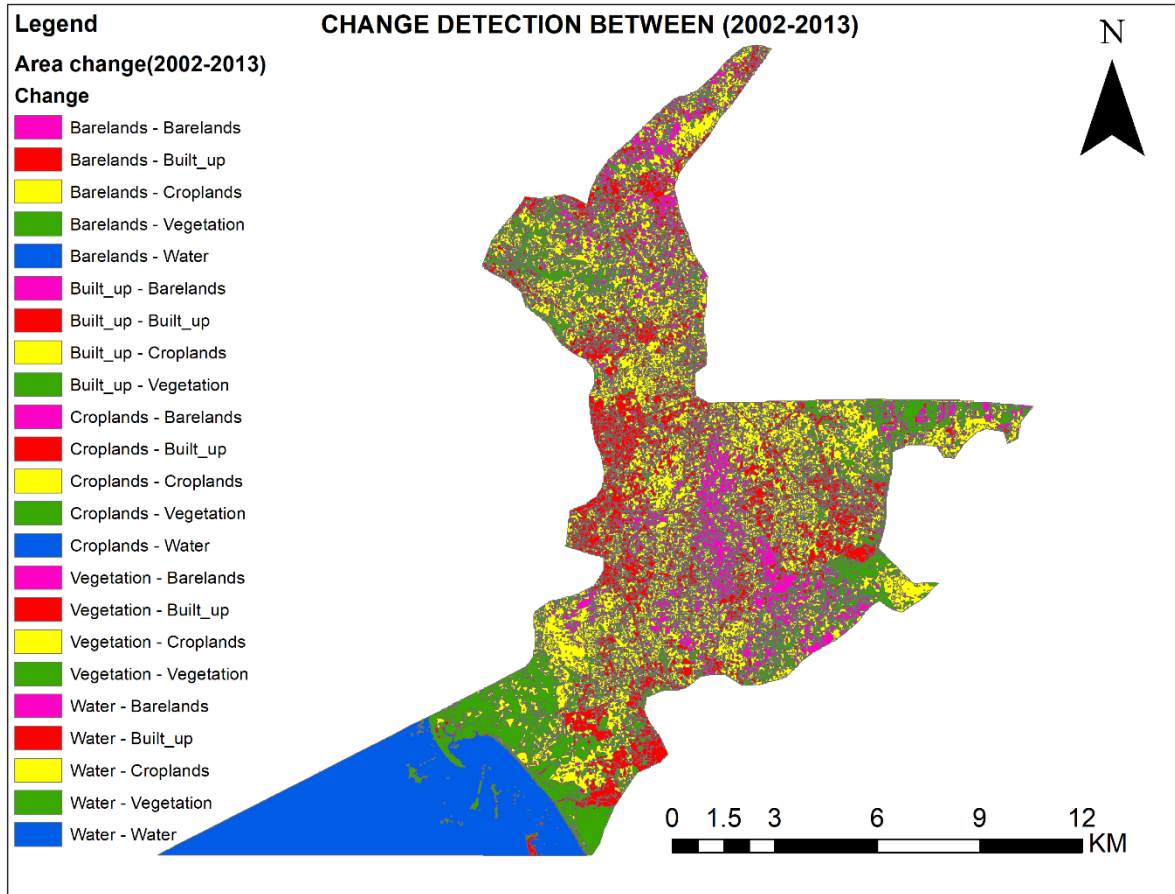 Legend
CHANGE DETECTION BETWEEN (2002-2013)
N
Area change(2002-2013)
Change
Barelands - Barelands
Barelands - Built_up
Barelands - Croplands
Barelands - Vegetation
Barelands - Water
Built_up - Barelands
Built_up - Built_up
Built_up - Croplands
Built_up - Vegetation
Croplands - Barelands
Croplands - Built_up
Croplands - Croplands
Croplands - Vegetation
Croplands - Water
Vegetation - Barelands
Vegetation - Built_up
Vegetation - Croplands
Vegetation - Vegetation
Water - Barelands
Water - Built_up
Water - Croplands
Water - Vegetation
Water - Water
0 1.5 3 6 9 12
KM